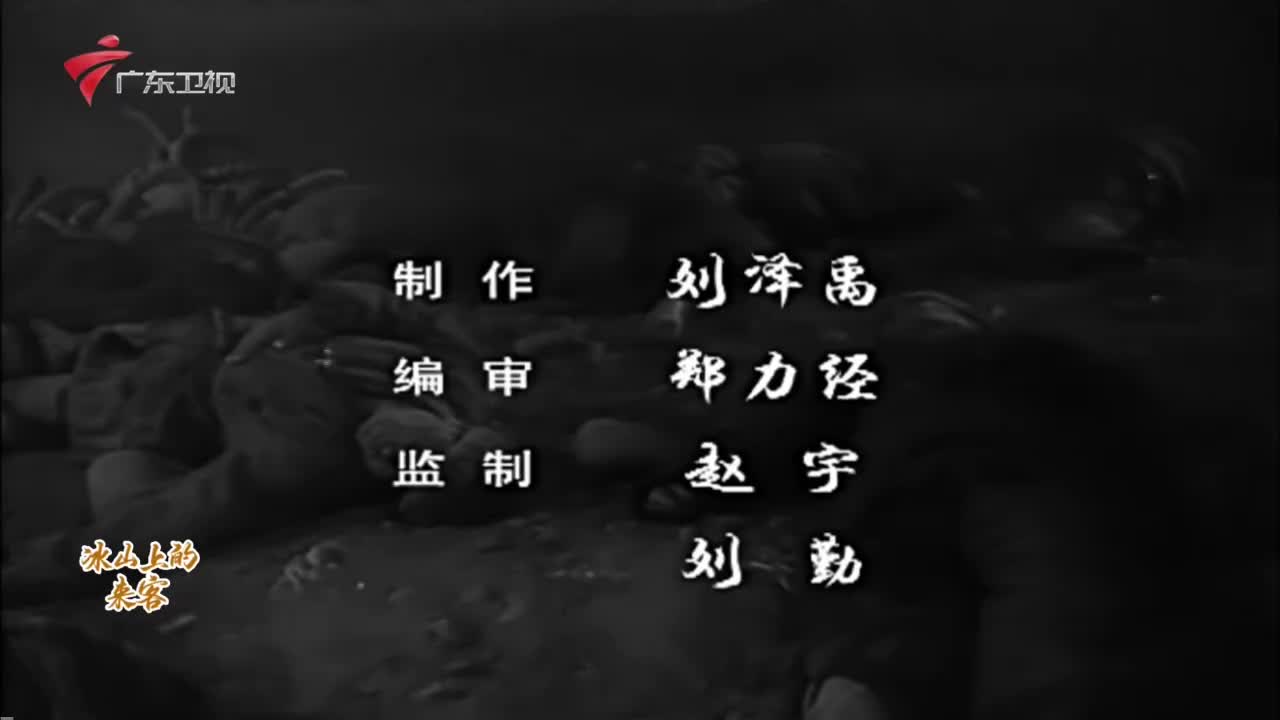 广东卫视
制作 刘泽禹
编审 郑力经
监制 赵宇
刘勤
冰山上的
来客